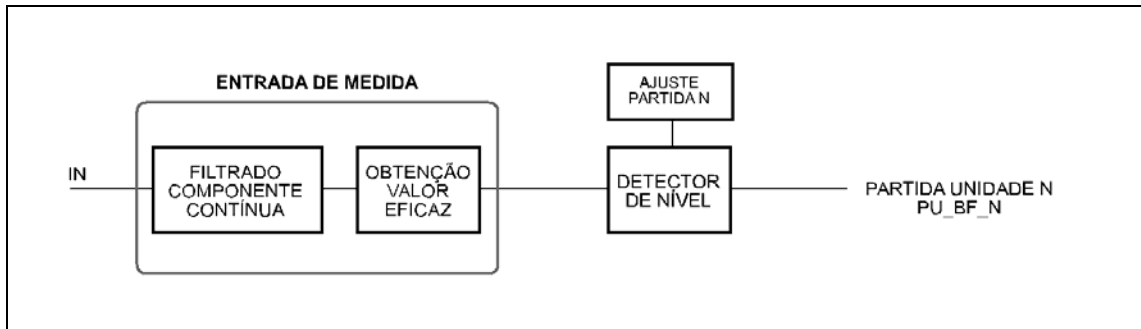 ENTRADA DE MEDIDA
AJUSTE
PARTIDA N
IN
FILTRADO
COMPONENTE
CONTÍNUA
OBTENÇÃO
VALOR
EFICAZ
DETECTOR
DE NÍVEL
PARTIDA UNIDADE N
PU_BF_N